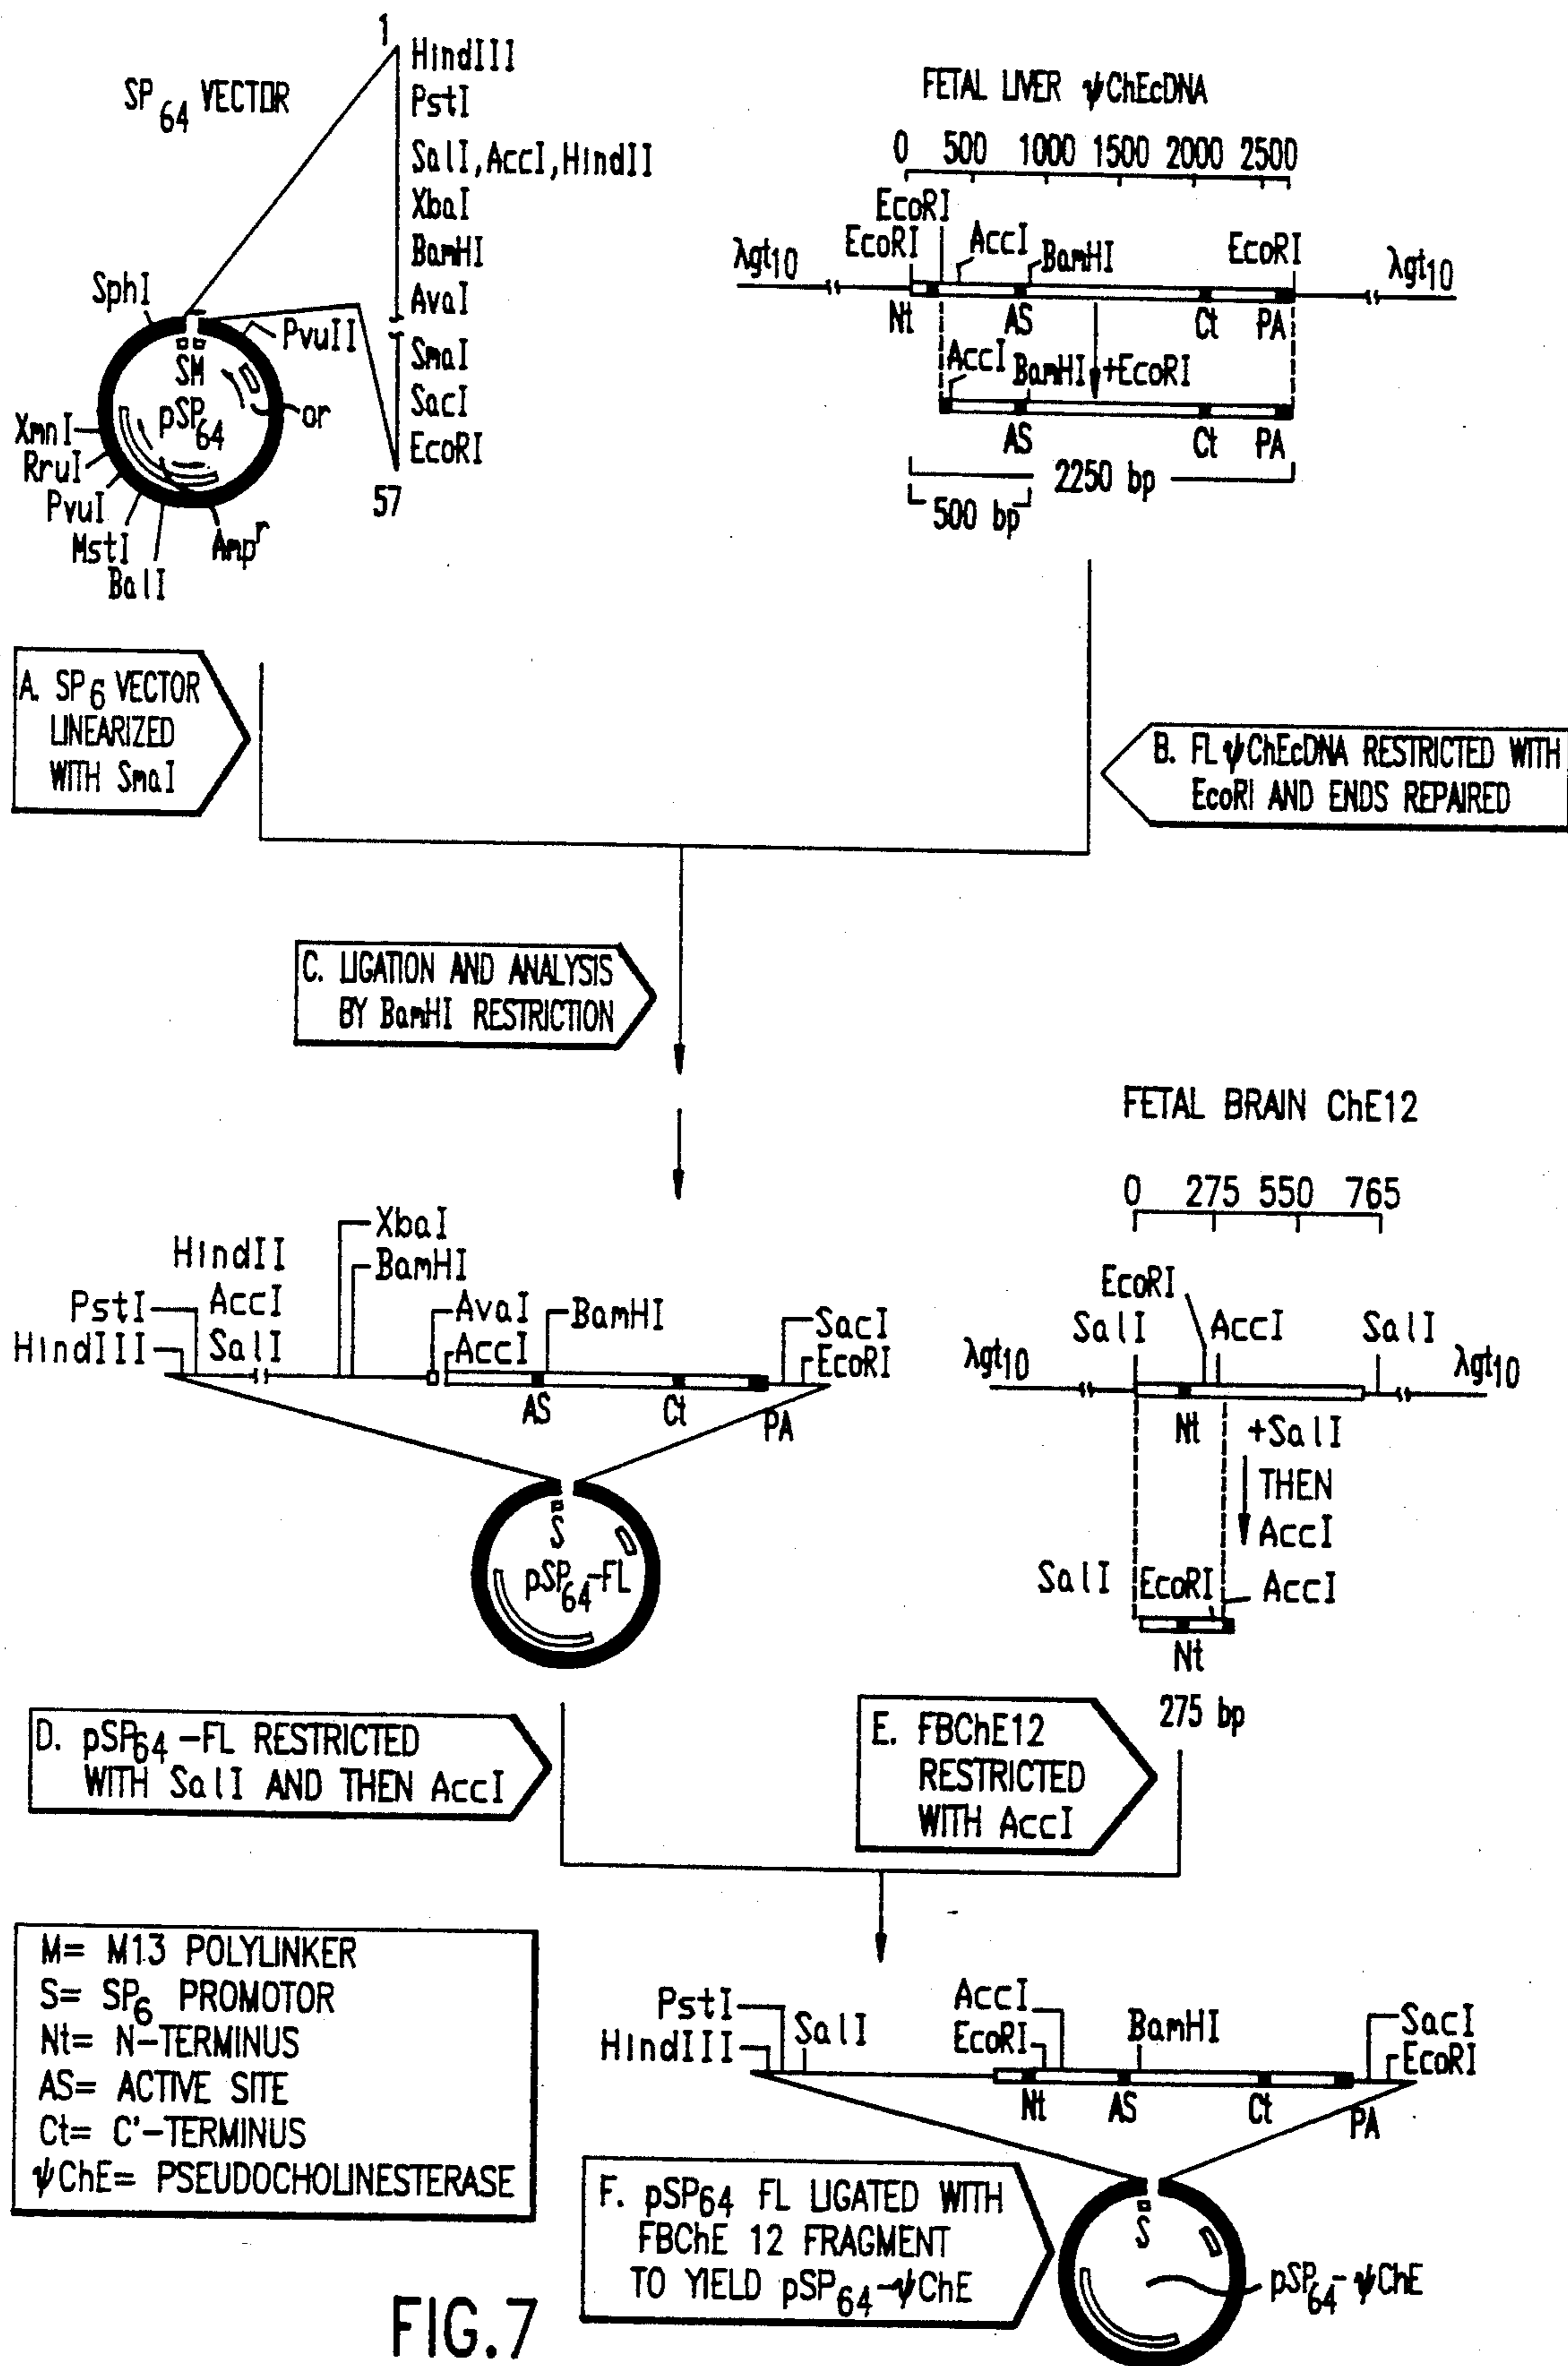 SP64 VECTOR
1
HindIII
PstI
SalI,AccI,HindII
XbaI
BamHI
AvaI
SmaI
SacI
EcoRI
57
SphI
PvuII
SM
pSP64
or
XmnI
RruI
PvuI
MstI
BalI
Ampr
FETAL LIVER ψChEcDNA
0 500 1000 1500 2000 2500
EcoRI
EcoRI
AccI
BamHI
EcoRI
λgt10
λgt10
Nt
AS
Ct
PA
AccI
BamHI
+EcoRI
AS
Ct
PA
2250 bp
500 bp
A. SP6 VECTOR
LINEARIZED
WITH SmaI
B. FL ψChEcDNA RESTRICTED WITH
EcoRI AND ENDS REPAIRED
C. LIGATION AND ANALYSIS
BY BamHI RESTRICTION
XbaI
HindII
BamHI
PstI
AccI
AvaI
BamHI
SacI
HindIII
SalI
AccI
EcoRI
AS
Ct
PA
S
pSP64-FL
FETAL BRAIN ChE12
0 275 550 765
EcoRI
SalI
AccI
SalI
λgt10
λgt10
Nt
+SalI
THEN
AccI
SalI
EcoRI
AccI
Nt
275 bp
D. pSP64-FL RESTRICTED
WITH SalI AND THEN AccI
E. FBChE12
RESTRICTED
WITH AccI
M= M13 POLYLINKER
S= SP6 PROMOTOR
Nt= N-TERMINUS
AS= ACTIVE SITE
Ct= C'-TERMINUS
ψChE= PSEUDOCHOLINESTERASE
PstI
AccI
SacI
HindIII
SalI
EcoRI
BamHI
EcoRI
Nt
AS
Ct
PA
S
pSP64-ψChE
F. pSP64 FL LIGATED WITH
FBChE 12 FRAGMENT
TO YIELD pSP64-ψChE
FIG.7